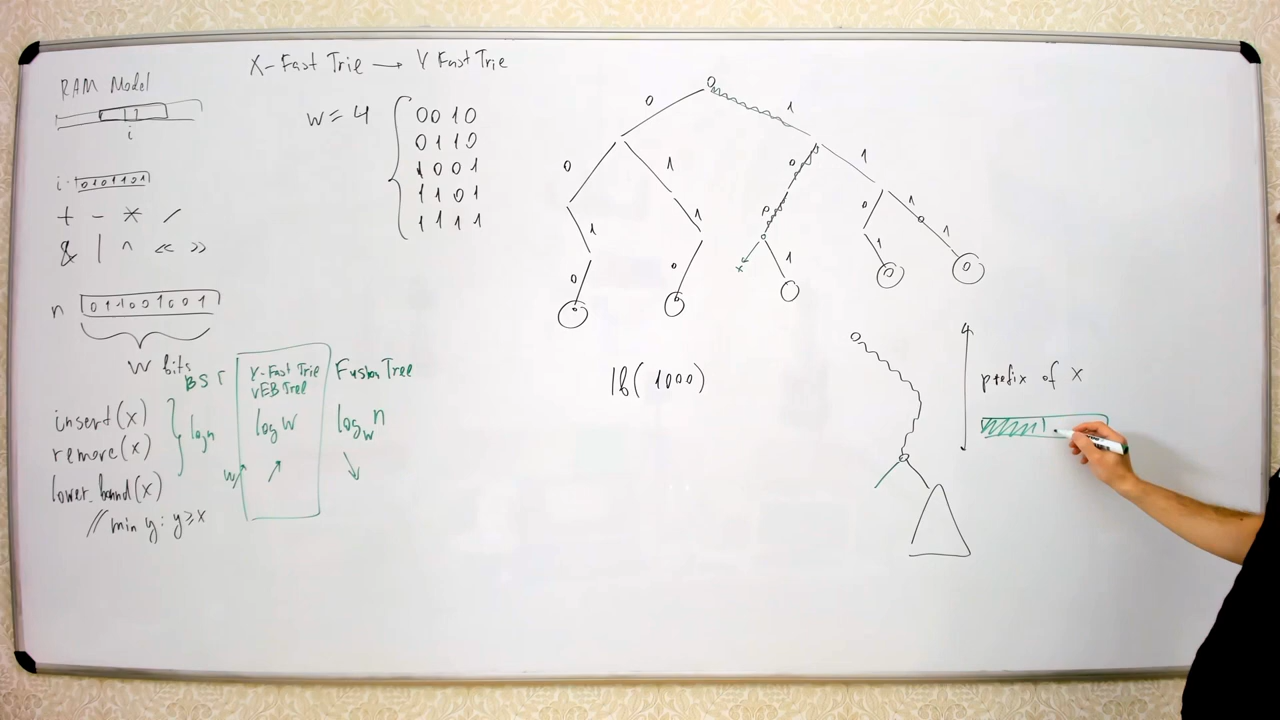 X-Fast Trie → Y Fast Trie
RAM Model
i
i 0101101
+ - * /
& | ^ << >>
n 011001001
w bits
insert(x)
remove(x)
lower_bound(x)
// min y: y ≥ x
BST
log n
X-Fast Trie
VEB Tree
log w
w
Fusion Tree
log_w n
w = 4
0010
0110
1001
1101
1111
0 1
0 1 0 1
1 1 0 0 1
0 0 1 1 1
lb(1000)
prefix of x